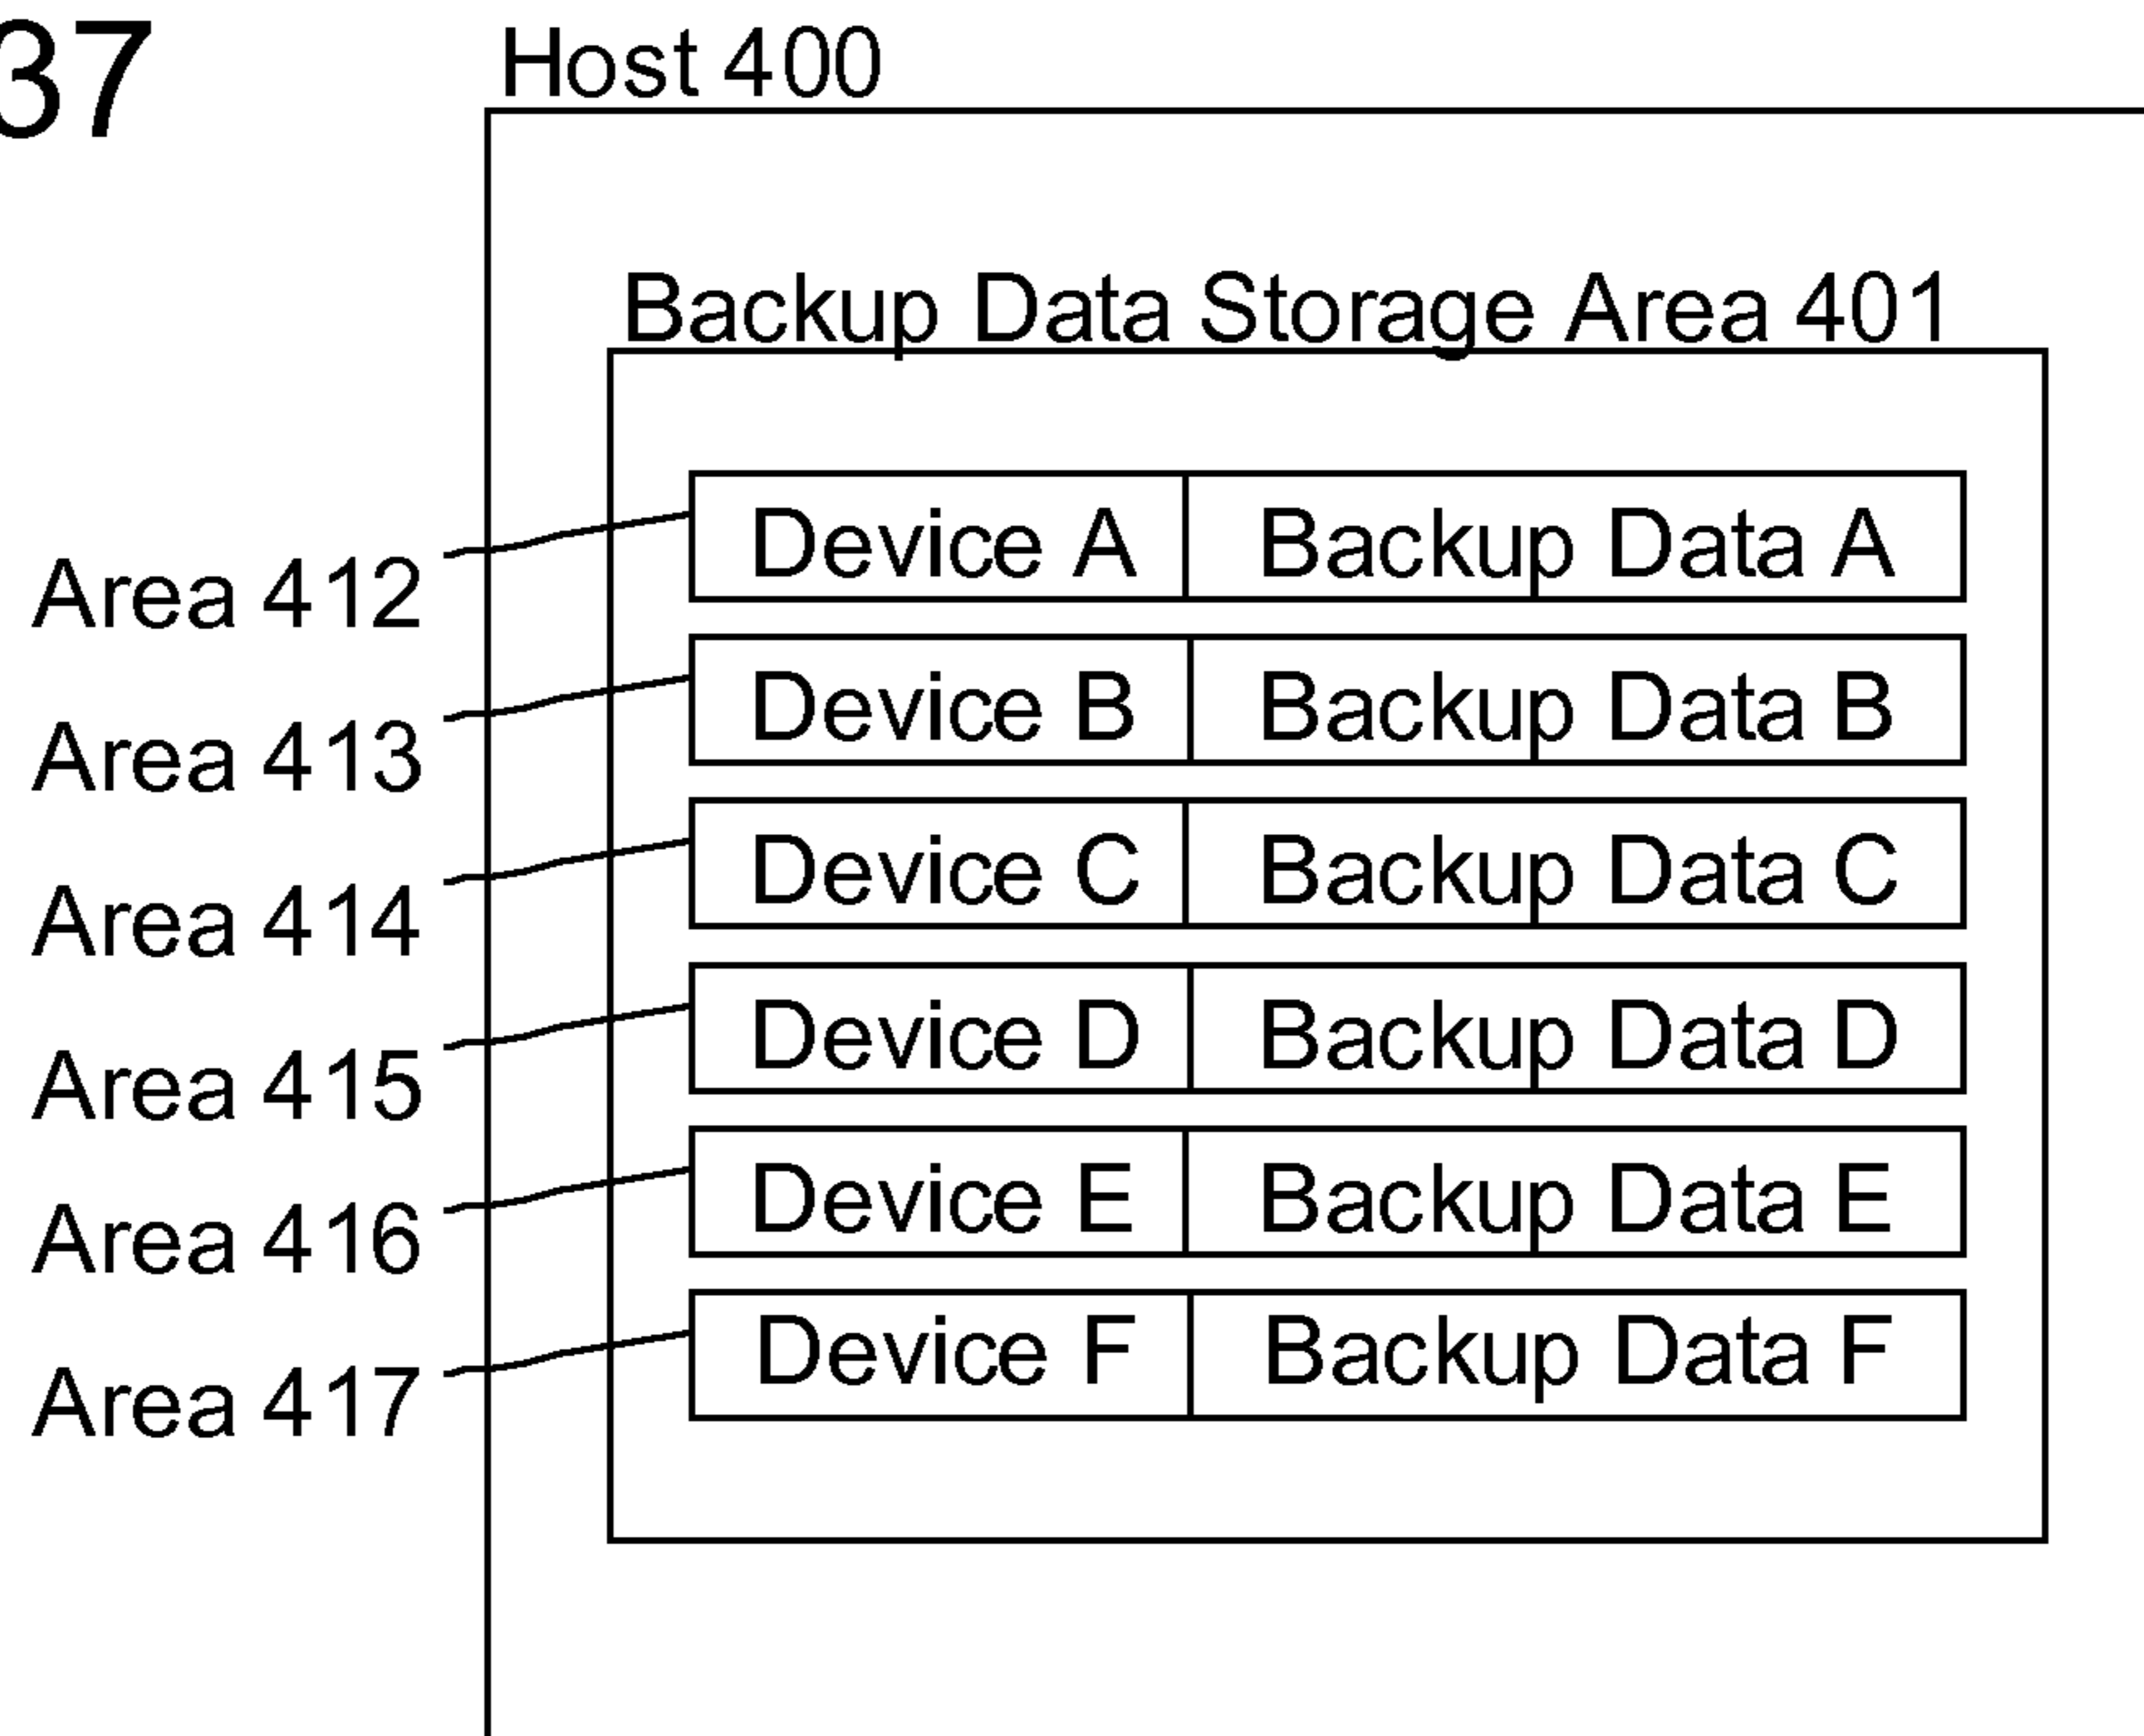 37
Host 400
Backup Data Storage Area 401
Area 412 Device A Backup Data A
Area 413 Device B Backup Data B
Area 414 Device C Backup Data C
Area 415 Device D Backup Data D
Area 416 Device E Backup Data E
Area 417 Device F Backup Data F